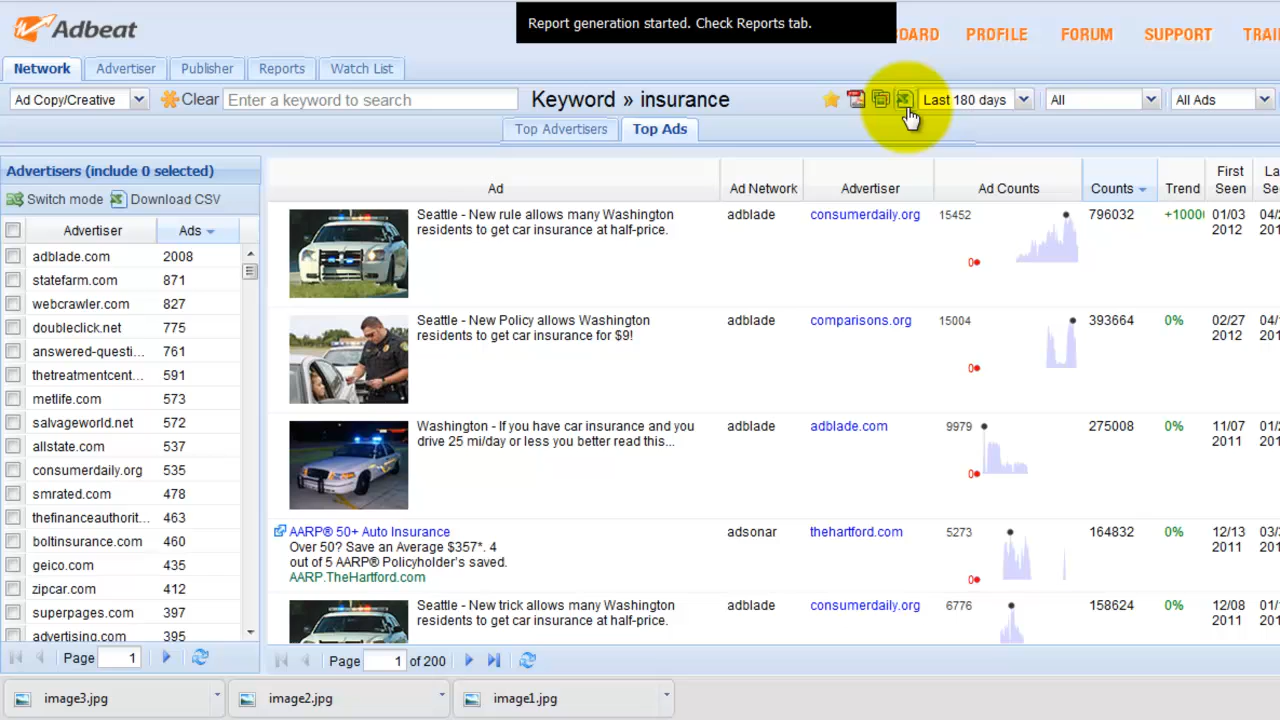 Adbeat
Report generation started. Check Reports tab.
PROFILE
FORUM
SUPPORT
Network
Advertiser
Publisher
Reports
Watch List
Ad Copy/Creative
Clear
Enter a keyword to search
Keyword » insurance
Last 180 days
All
All Ads
Top Advertisers
Top Ads
Advertisers (include 0 selected)
Switch mode
Download CSV
Advertiser Ads
adblade.com 2008
statefarm.com 871
webcrawler.com 827
doubleclick.net 775
answered-questi... 761
thetreatmentcent... 591
metlife.com 573
salvageworld.net 572
allstate.com 537
consumerdaily.org 535
smrated.com 478
thefinanceauthorit... 463
boltinsurance.com 460
geico.com 435
zipcar.com 412
superpages.com 397
advertising.com 395
Page 1
Ad Ad Network Advertiser Ad Counts Counts Trend First Seen
Seattle - New rule allows many Washington
residents to get car insurance at half-price.
adblade consumerdaily.org 15452 0 796032 01/03 2012
Seattle - New Policy allows Washington
residents to get car insurance for $9!
adblade comparisons.org 15004 0 393664 0% 02/27 2012
Washington - If you have car insurance and you
drive 25 mi/day or less you better read this...
adblade adblade.com 9979 0 275008 0% 11/07 2011
AARP® 50+ Auto Insurance
Over 50? Save an Average $357*. 4
out of 5 AARP® Policyholder's saved.
AARP.TheHartford.com
adsonar thehartford.com 5273 0 164832 0% 12/13 2011
Seattle - New trick allows many Washington
residents to get car insurance at half-price.
adblade consumerdaily.org 6776 158624 0% 12/08 2011
Page 1 of 200
image3.jpg
image2.jpg
image1.jpg